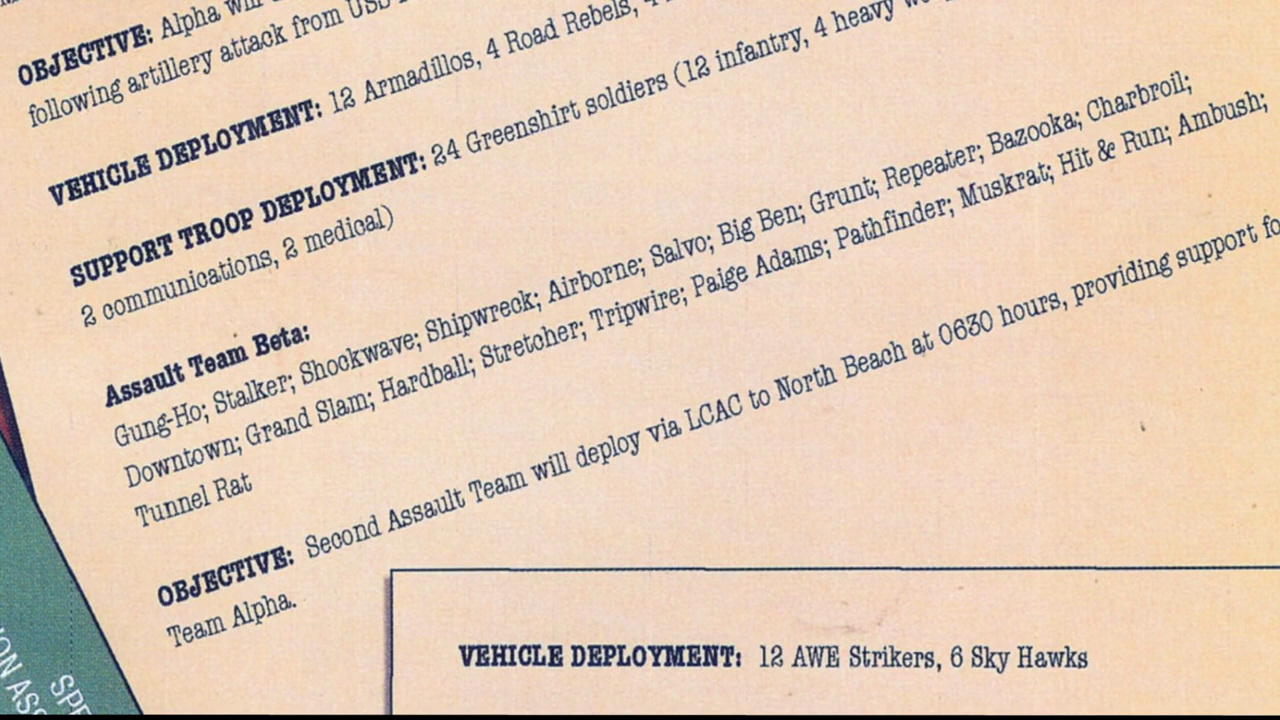 OBJECTIVE: Alpha will
following artillery attack from USS
VEHICLE DEPLOYMENT: 12 Armadillos, 4 Road Rebels,
SUPPORT TROOP DEPLOYMENT: 24 Greenshirt soldiers (12 infantry, 4 heavy
2 communications, 2 medical)
Assault Team Beta:
Gung-Ho; Stalker; Shockwave; Shipwreck; Airborne; Salvo; Big Ben; Grunt; Repeater; Bazooka; Charbroil;
Downtown; Grand Slam; Hardball; Stretcher; Tripwire; Paige Adams; Pathfinder; Muskrat; Hit & Run; Ambush;
Tunnel Rat
OBJECTIVE: Second Assault Team will deploy via LCAC to North Beach at 0630 hours, providing support
Team Alpha.
VEHICLE DEPLOYMENT: 12 AWE Strikers, 6 Sky Hawks